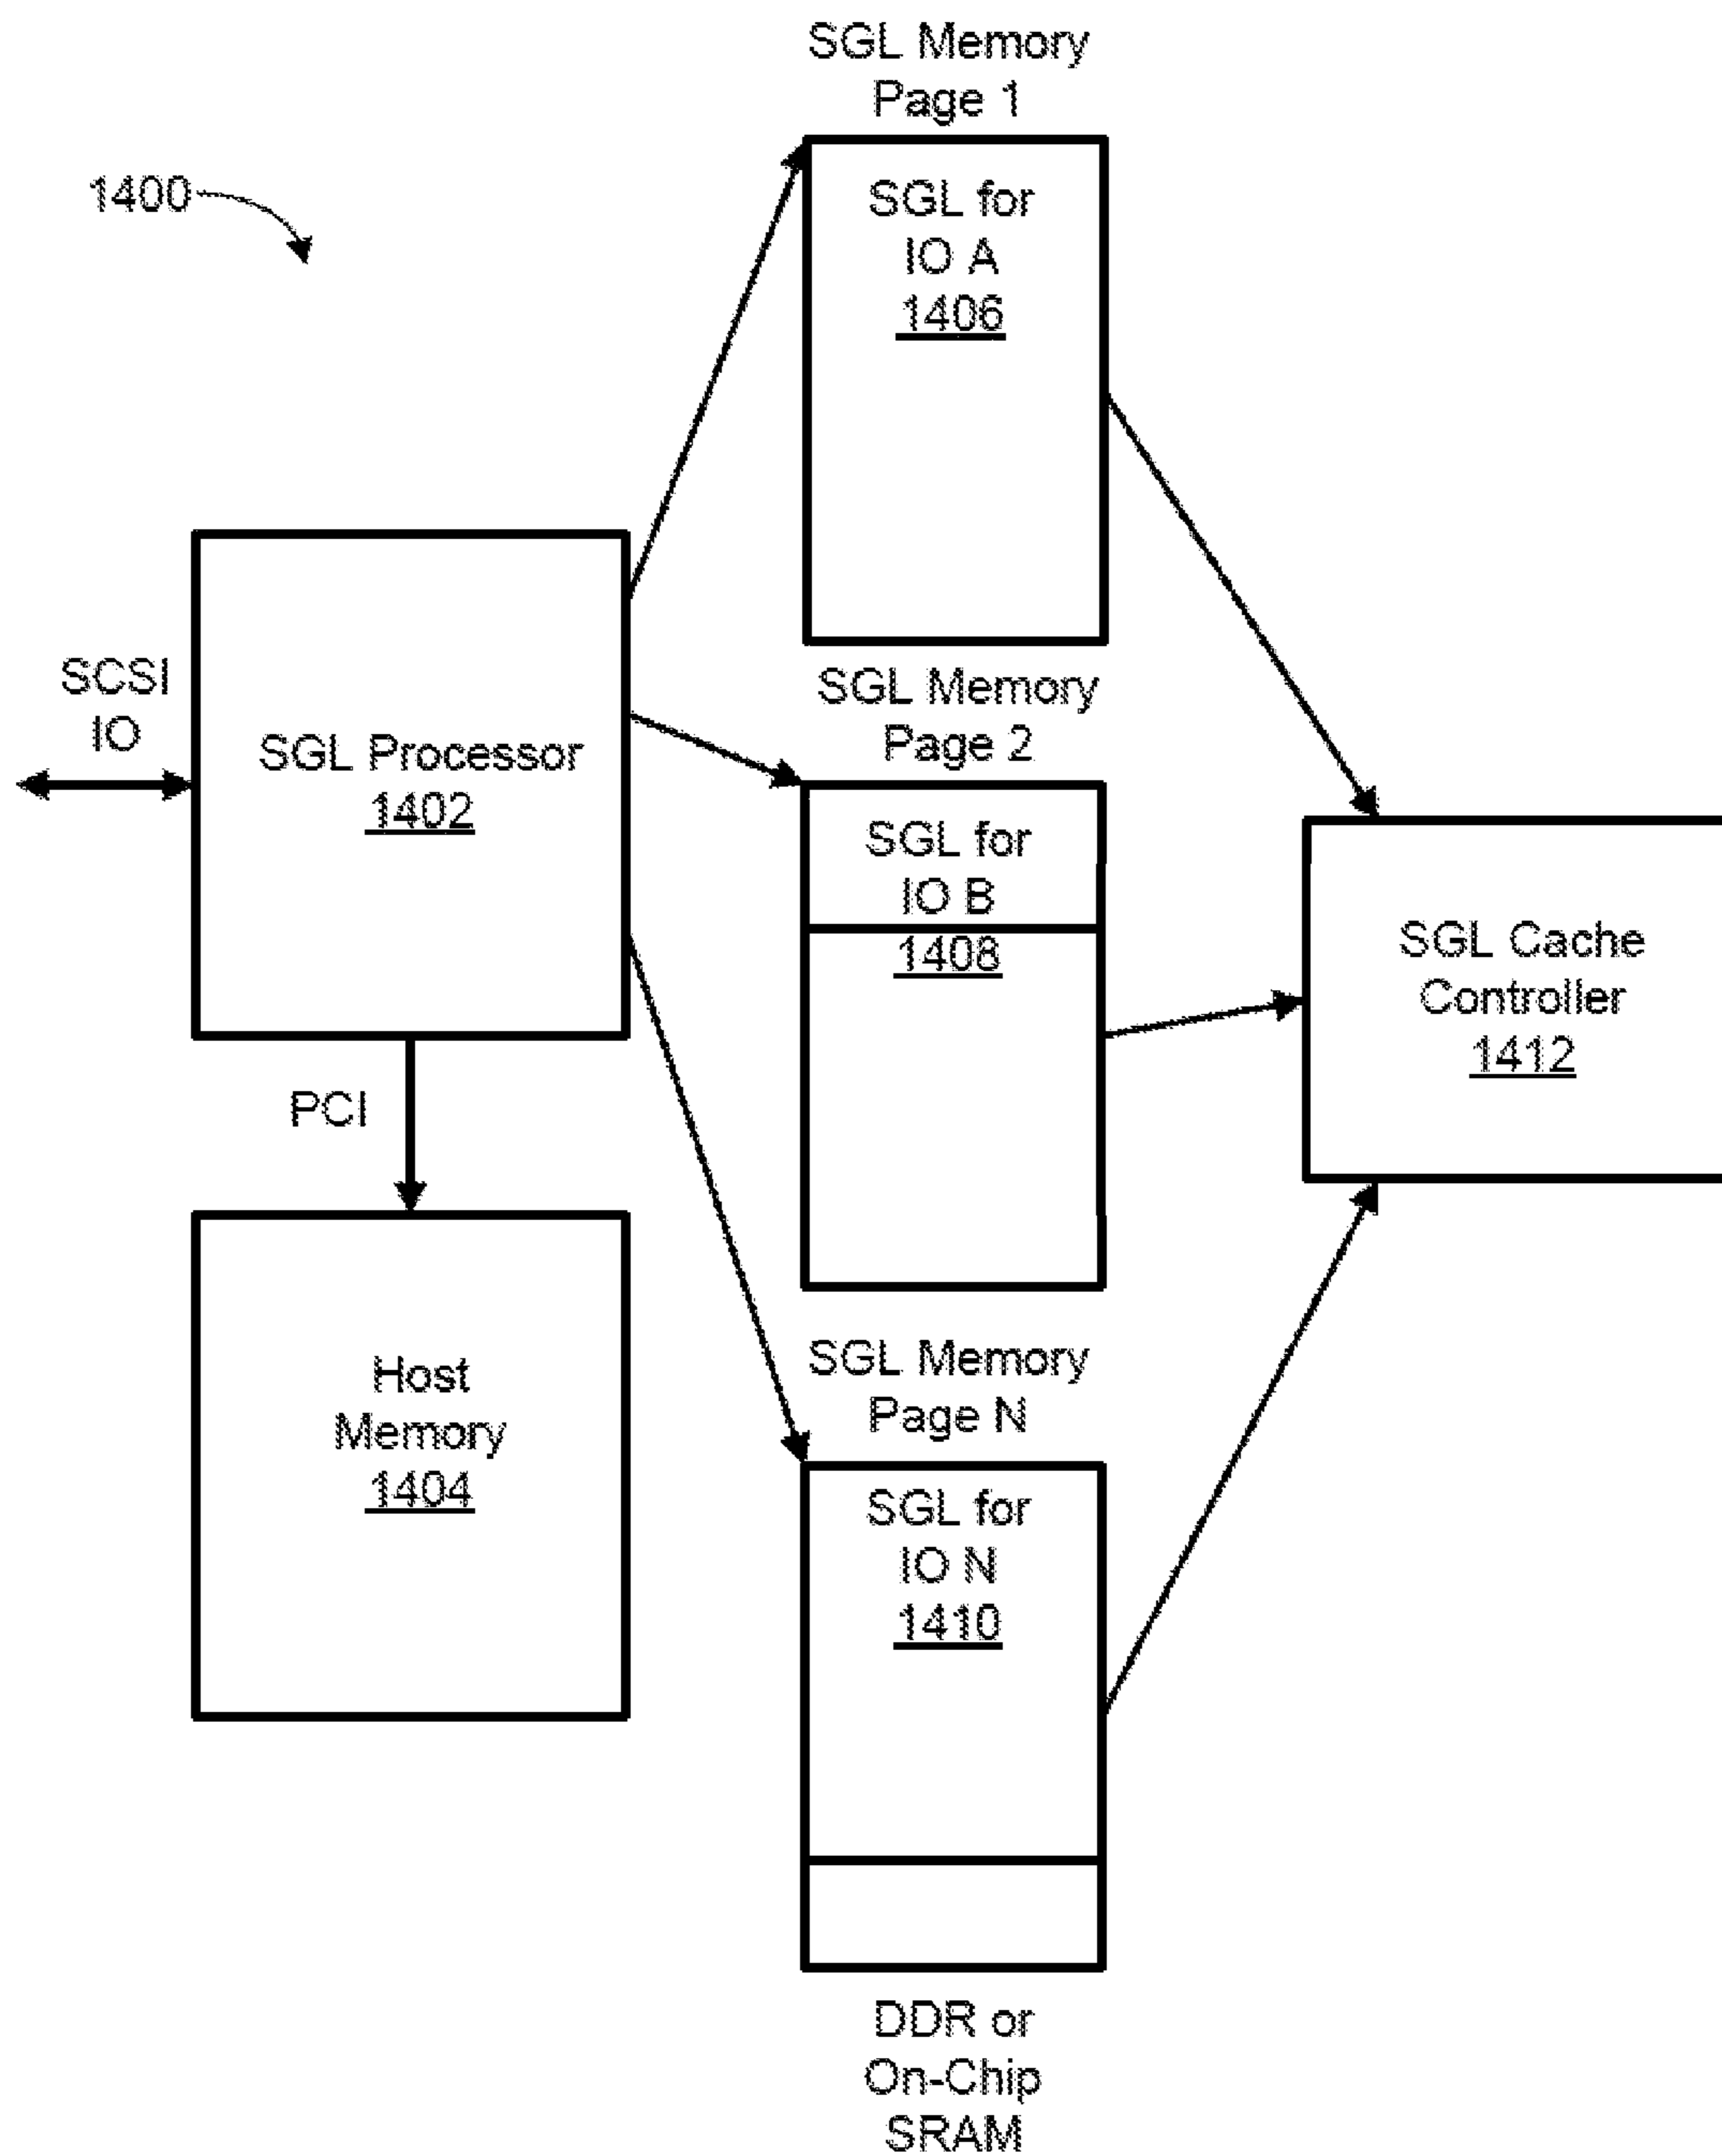 SGL Memory
Page 1
1400
SGL for
IO A
1406
SCSI
IO
SGL Processor
1402
SGL Memory
Page 2
SGL for
IO B
1408
SGL Cache
Controller
1412
PCI
Host
Memory
1404
SGL Memory
Page N
SGL for
IO N
1410
DDR or
On-Chip
SRAM